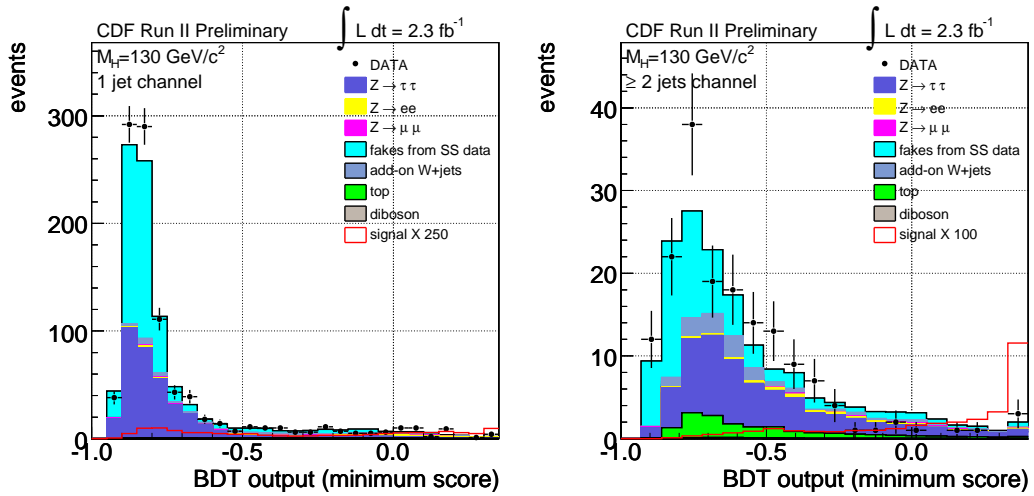 CDF Run II Preliminary
∫ L dt = 2.3 fb⁻¹
M_H=130 GeV/c²
1 jet channel
DATA
Z→ττ
Z→ee
Z→μμ
fakes from SS data
add-on W+jets
top
diboson
signal X 250
events
300
200
100
0
-1.0
-0.5
0.0
BDT output (minimum score)
CDF Run II Preliminary
∫ L dt = 2.3 fb⁻¹
M_H=130 GeV/c²
≥ 2 jets channel
DATA
Z→ττ
Z→ee
Z→μμ
fakes from SS data
add-on W+jets
top
diboson
signal X 100
events
40
30
20
10
0
-1.0
-0.5
0.0
BDT output (minimum score)